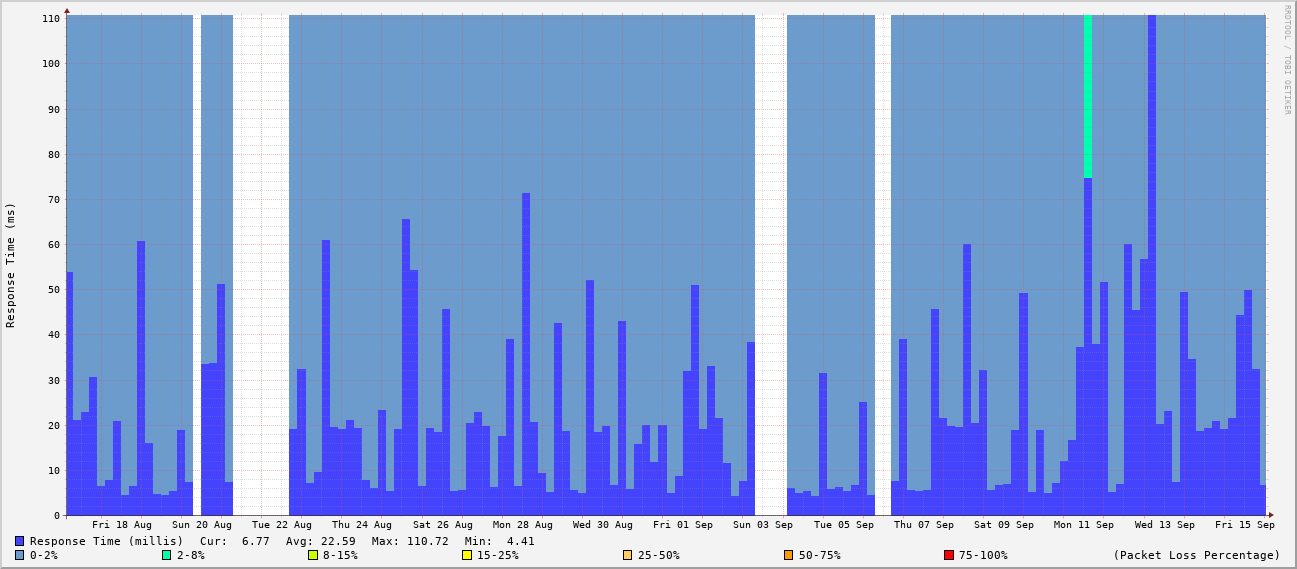 RRDTOOL / TOBI OETIKER
Response Time (ms)
110
100
90
80
70
60
50
40
30
20
10
0
Fri 18 Aug Sun 20 Aug Tue 22 Aug Thu 24 Aug Sat 26 Aug Mon 28 Aug Wed 30 Aug Fri 01 Sep Sun 03 Sep Tue 05 Sep Thu 07 Sep Sat 09 Sep Mon 11 Sep Wed 13 Sep Fri 15 Sep
Response Time (millis) Cur: 6.77 Avg: 22.59 Max: 110.72 Min: 4.41
0-2% 2-8% 8-15% 15-25% 25-50% 50-75% 75-100% (Packet Loss Percentage)